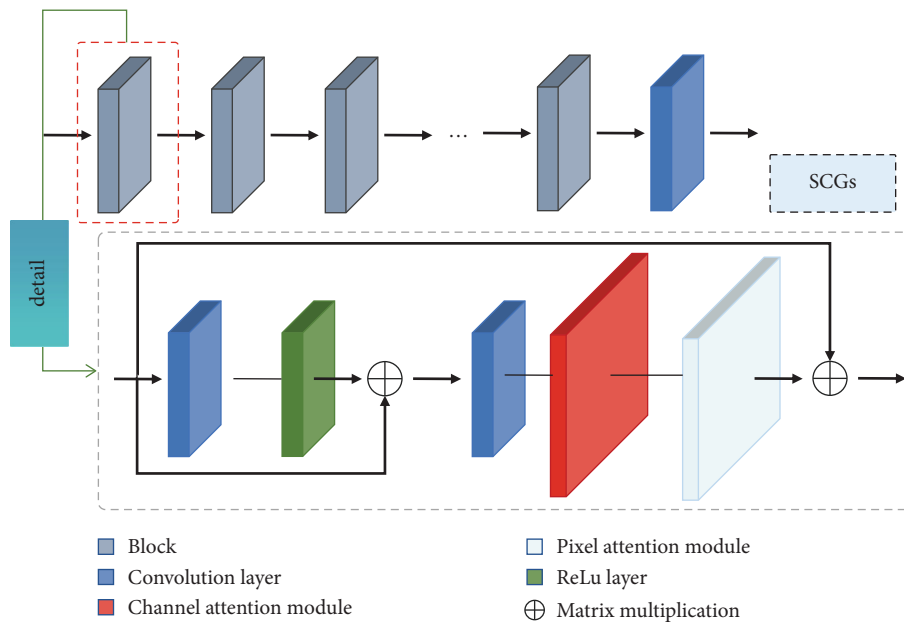 ...
SCGs
detail
Block
Convolution layer
Channel attention module
Pixel attention module
ReLu layer
Matrix multiplication